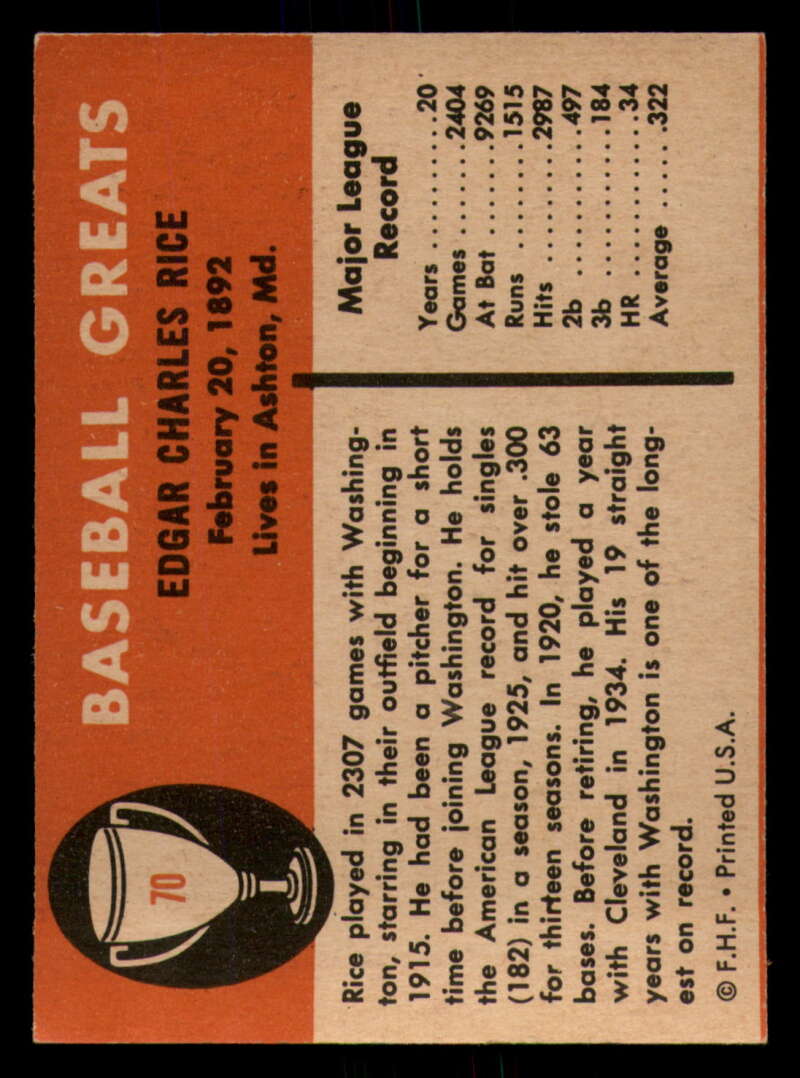 70
BASEBALL GREATS
EDGAR CHARLES RICE
February 20, 1892
Lives in Ashton, Md.
Rice played in 2307 games with Washing-
ton, starring in their outfield beginning in
1915. He had been a pitcher for a short
time before joining Washington. He holds
the American League record for singles
(182) in a season, 1925, and hit over .300
for thirteen seasons. In 1920, he stole 63
bases. Before retiring, he played a year
with Cleveland in 1934. His 19 straight
years with Washington is one of the long-
est on record.
© F.H.F. • Printed U.S.A.
Major League
Record
Years ............20
Games .........2404
At Bat .........9269
Runs ...........1515
Hits ............2987
2b ..............497
3b ..............184
HR ..............34
Average ......322